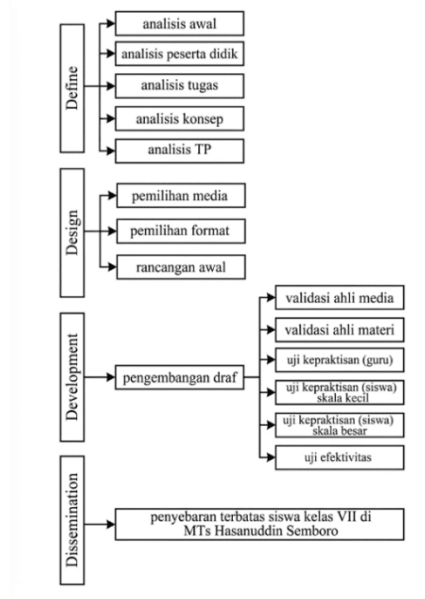 Define
analisis awal
analisis peserta didik
analisis tugas
analisis konsep
analisis TP
Design
pemilihan media
pemilihan format
rancangan awal
Development
pengembangan draf
validasi ahli media
validasi ahli materi
uji kepraktisan (guru)
uji kepraktisan (siswa)
skala kecil
uji kepraktisan (siswa)
skala besar
uji efektivitas
Dissemination
penyebaran terbatas siswa kelas VII di
MTs Hasanuddin Semboro